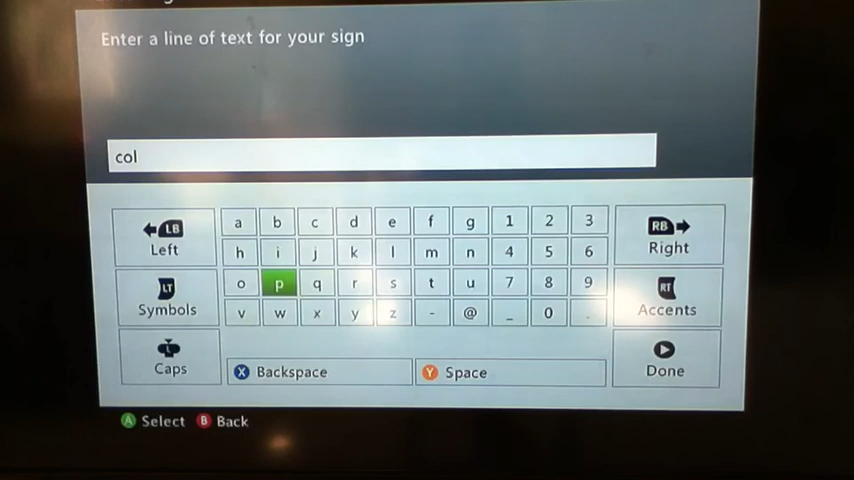 Enter a line of text for your sign
col
LB a b c d e f g 1 2 3 RB
Left h i j k l m n 4 5 6 Right
LT o p q r s t u 7 8 9 RT
Symbols v w x y z - @ _ 0 . Accents
L
Caps X Backspace Y Space Done
A Select B Back